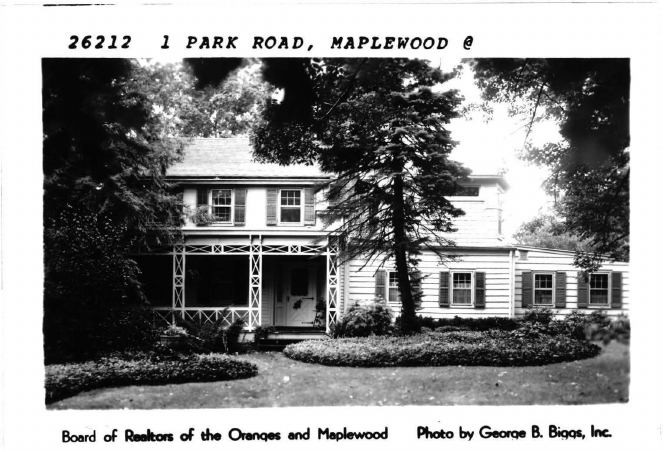 26212 1 PARK ROAD, MAPLEWOOD @
Board of Realtors of the Oranges and Maplewood Photo by George B. Biggs, Inc.